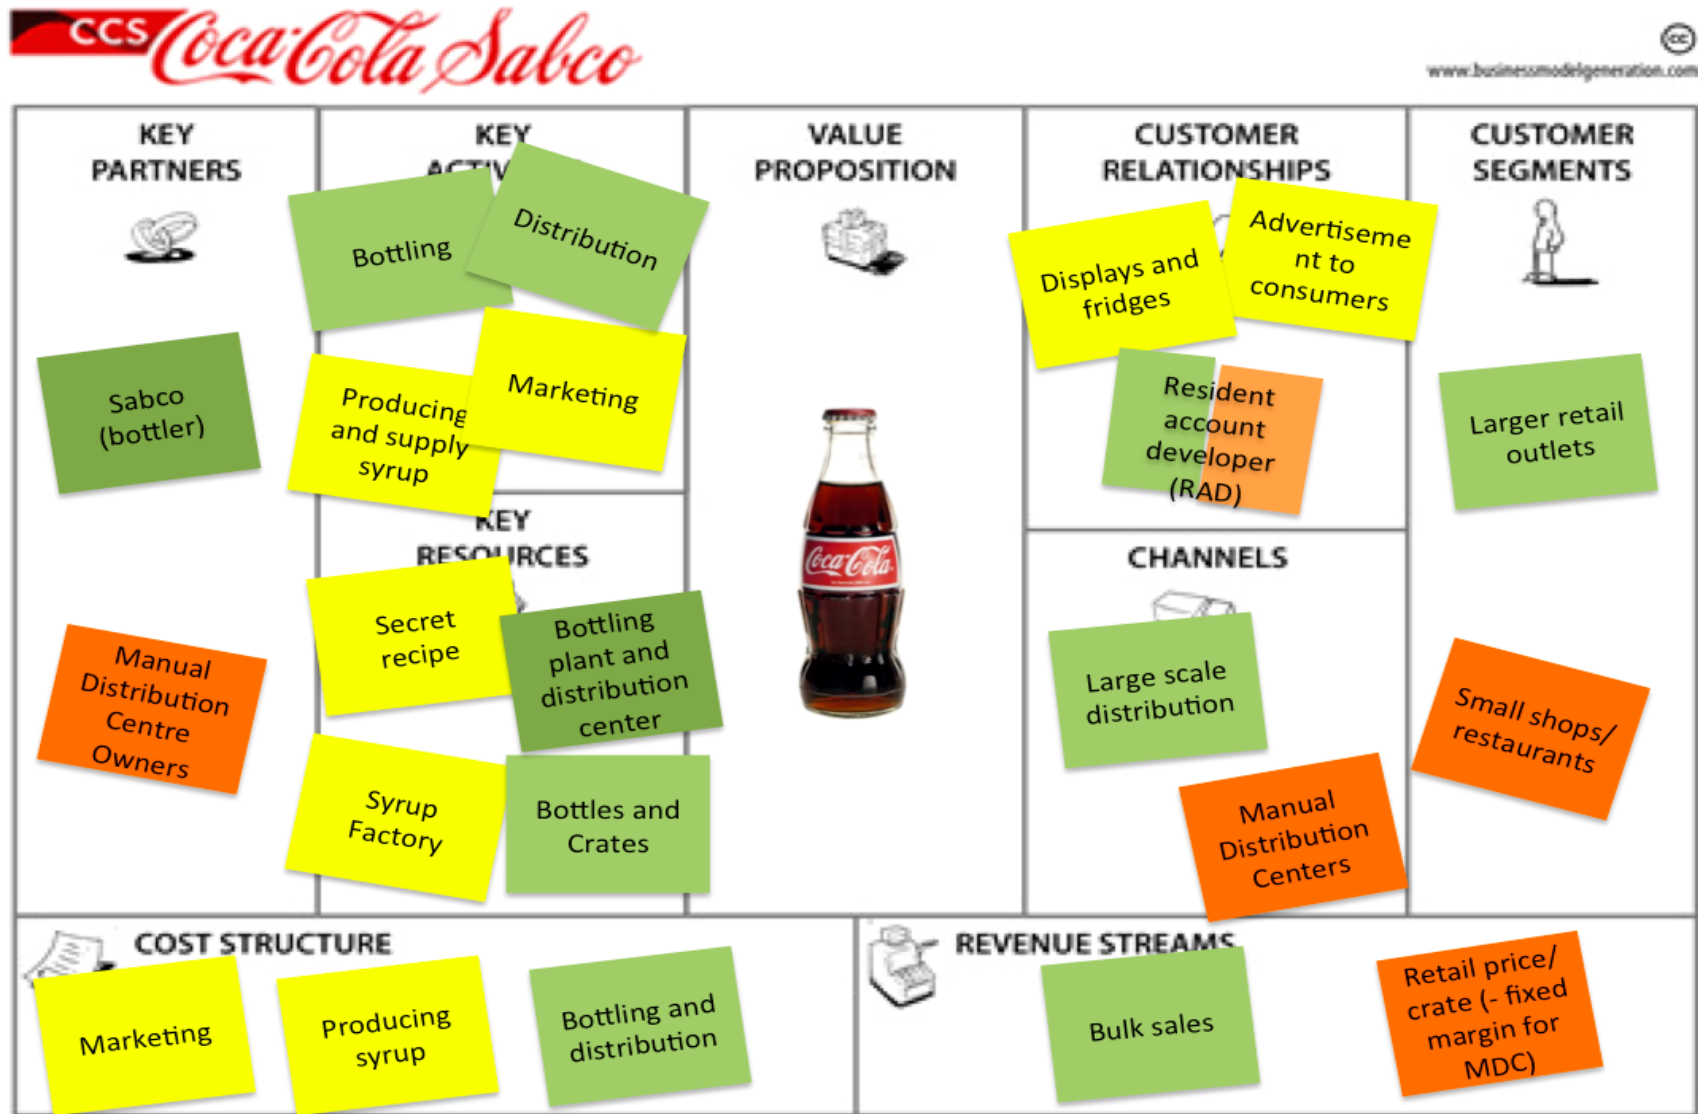 CCS Coca-Cola Sabco
cc
www.businessmodelgeneration.com
KEY
PARTNERS
Sabco
(bottler)
Manual
Distribution
Centre
Owners
KEY
Bottling
Distribution
Producing
and supply
syrup
Marketing
KEY
RESOURCES
Secret
recipe
Bottling
plant and
distribution
center
Syrup
Factory
Bottles and
Crates
VALUE
PROPOSITION
Coca-Cola
CUSTOMER
RELATIONSHIPS
Displays and
fridges
Advertiseme
nt to
consumers
Resident
account
developer
(RAD)
CHANNELS
Large scale
distribution
Manual
Distribution
Centers
CUSTOMER
SEGMENTS
Larger retail
outlets
Small shops/
restaurants
COST STRUCTURE
Marketing
Producing
syrup
Bottling and
distribution
REVENUE STREAMS
Bulk sales
Retail price/
crate (- fixed
margin for
MDC)